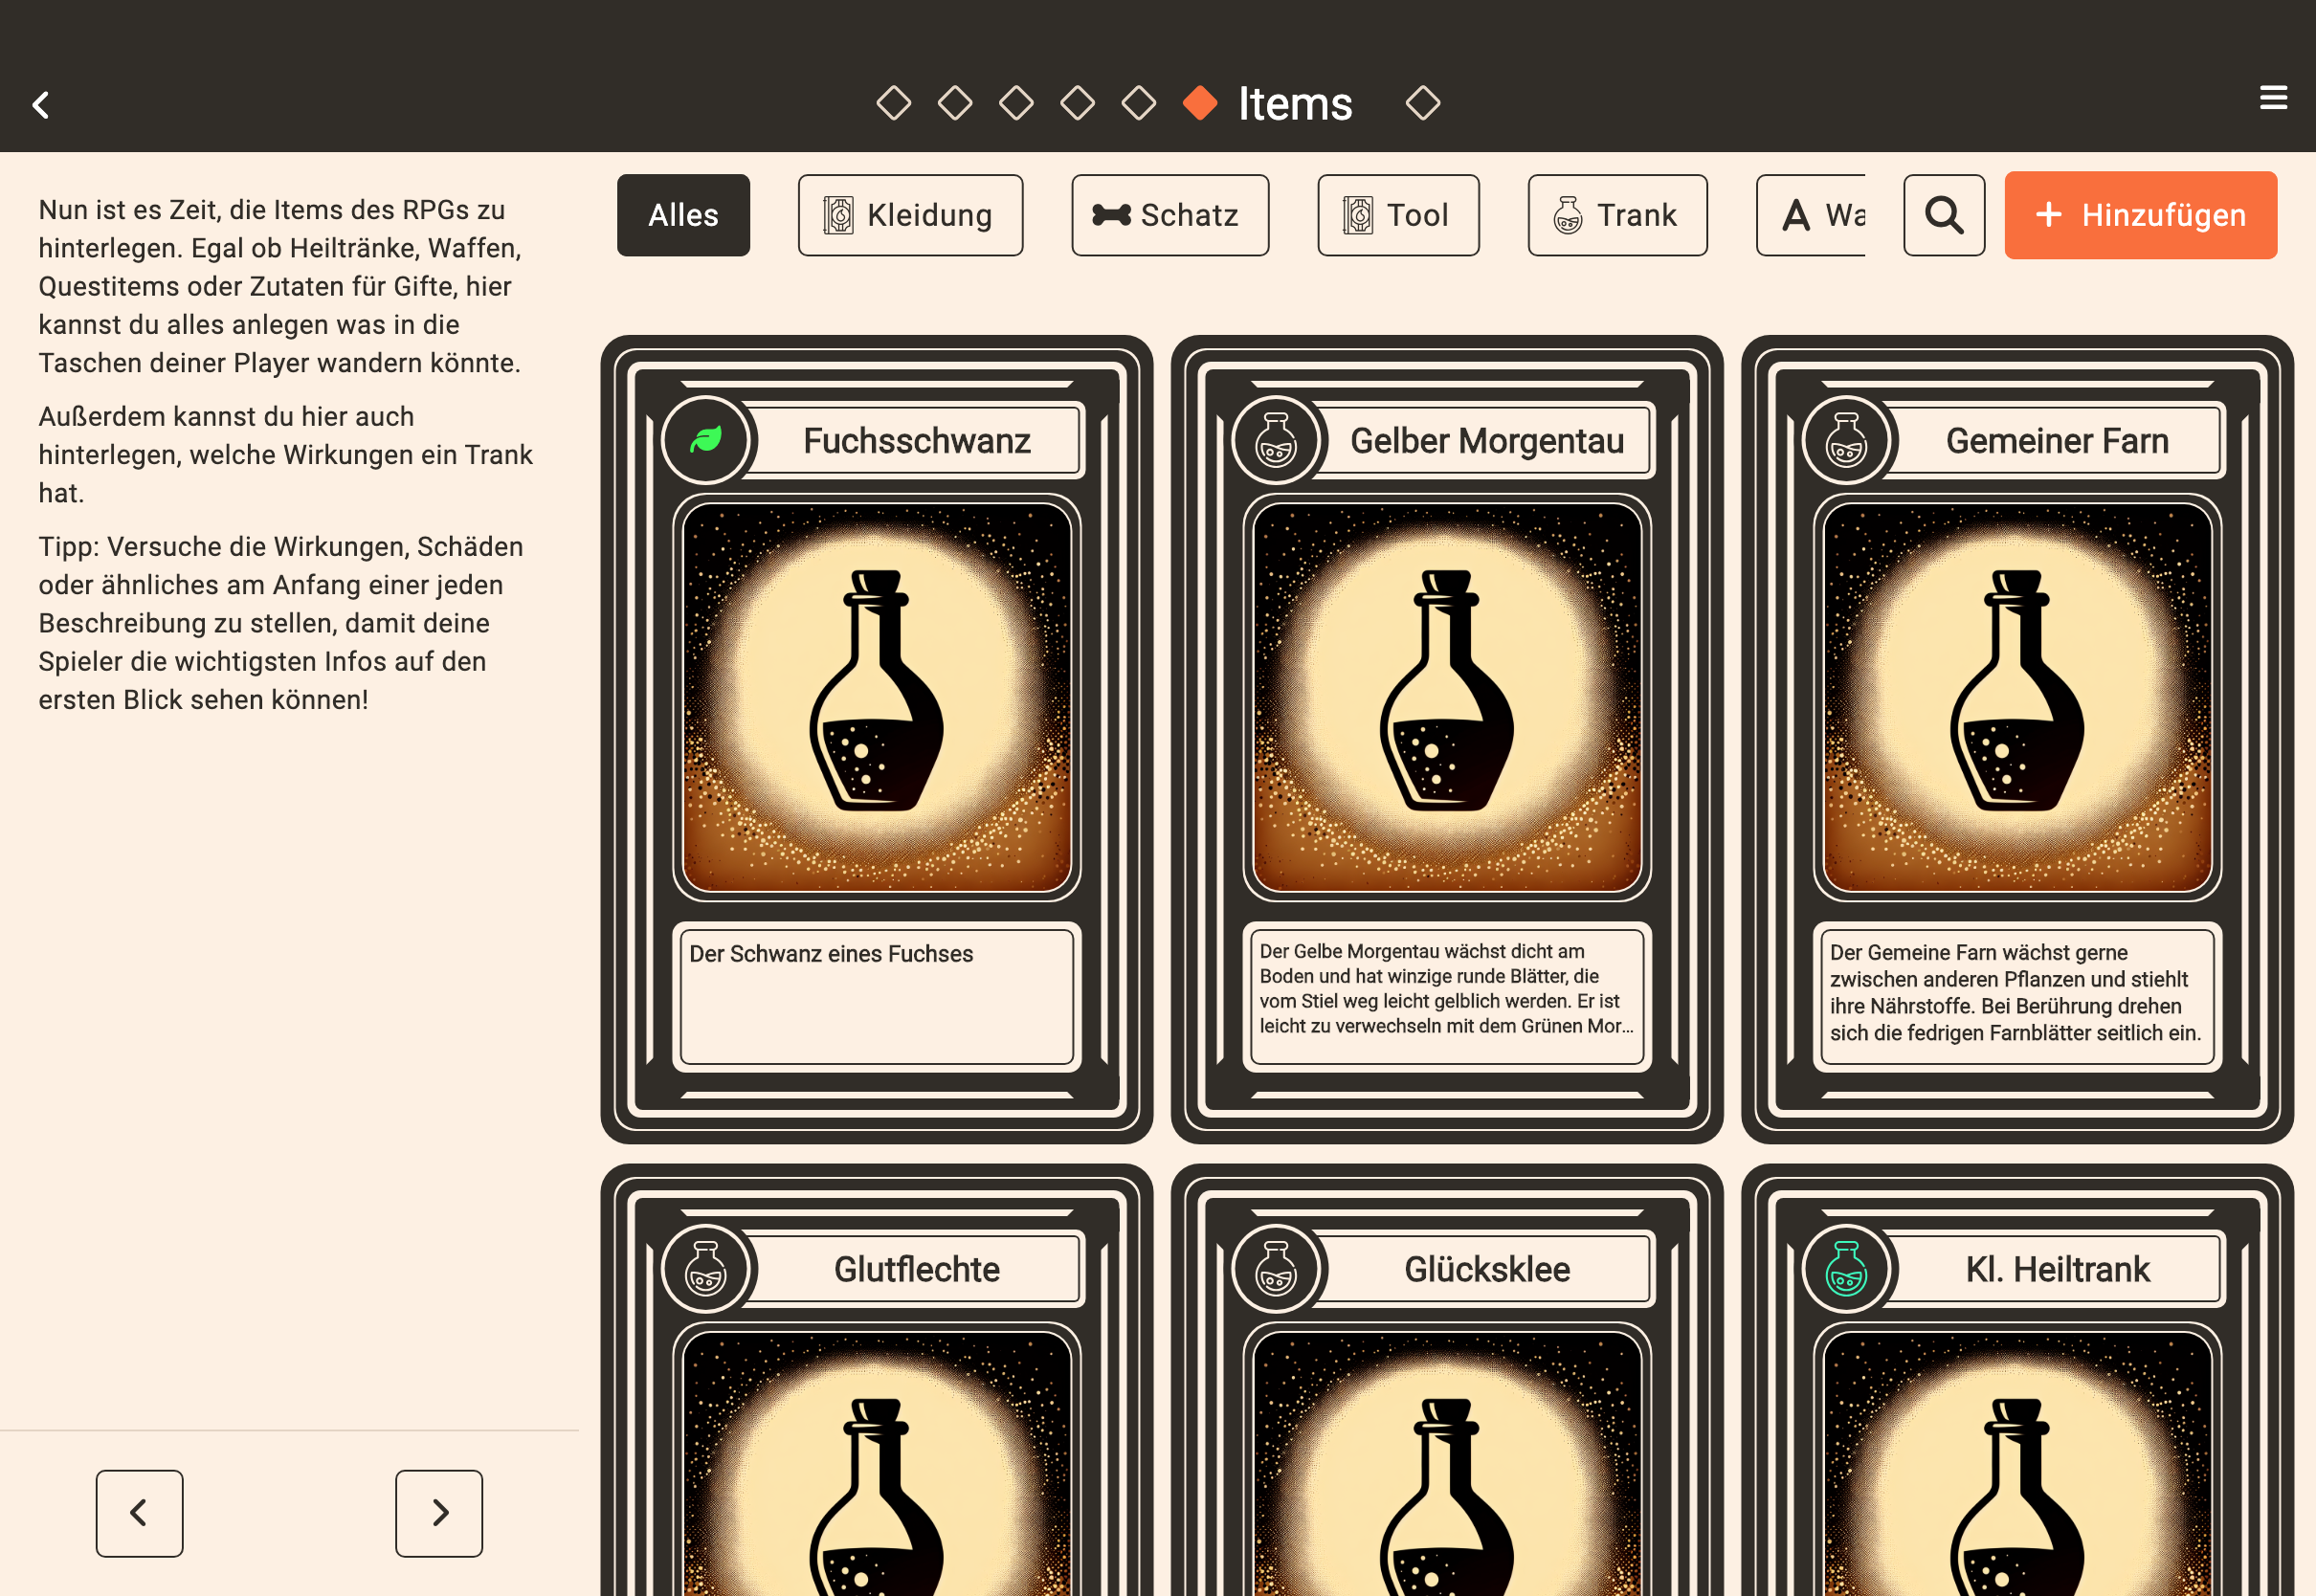 Items
Nun ist es Zeit, die Items des RPGs zu
hinterlegen. Egal ob Heiltränke, Waffen,
Questitems oder Zutaten für Gifte, hier
kannst du alles anlegen was in die
Taschen deiner Player wandern könnte.
Außerdem kannst du hier auch
hinterlegen, welche Wirkungen ein Trank
hat.
Tipp: Versuche die Wirkungen, Schäden
oder ähnliches am Anfang einer jeden
Beschreibung zu stellen, damit deine
Spieler die wichtigsten Infos auf den
ersten Blick sehen können!
Alles
Kleidung
Schatz
Tool
Trank
Wa
Hinzufügen
Fuchsschwanz
Der Schwanz eines Fuchses
Gelber Morgentau
Der Gelbe Morgentau wächst dicht am
Boden und hat winzige runde Blätter, die
vom Stiel weg leicht gelblich werden. Er ist
leicht zu verwechseln mit dem Grünen Mor...
Gemeiner Farn
Der Gemeine Farn wächst gerne
zwischen anderen Pflanzen und stiehlt
ihre Nährstoffe. Bei Berührung drehen
sich die fedrigen Farnblätter seitlich ein.
Glutflechte
Glücksklee
Kl. Heiltrank